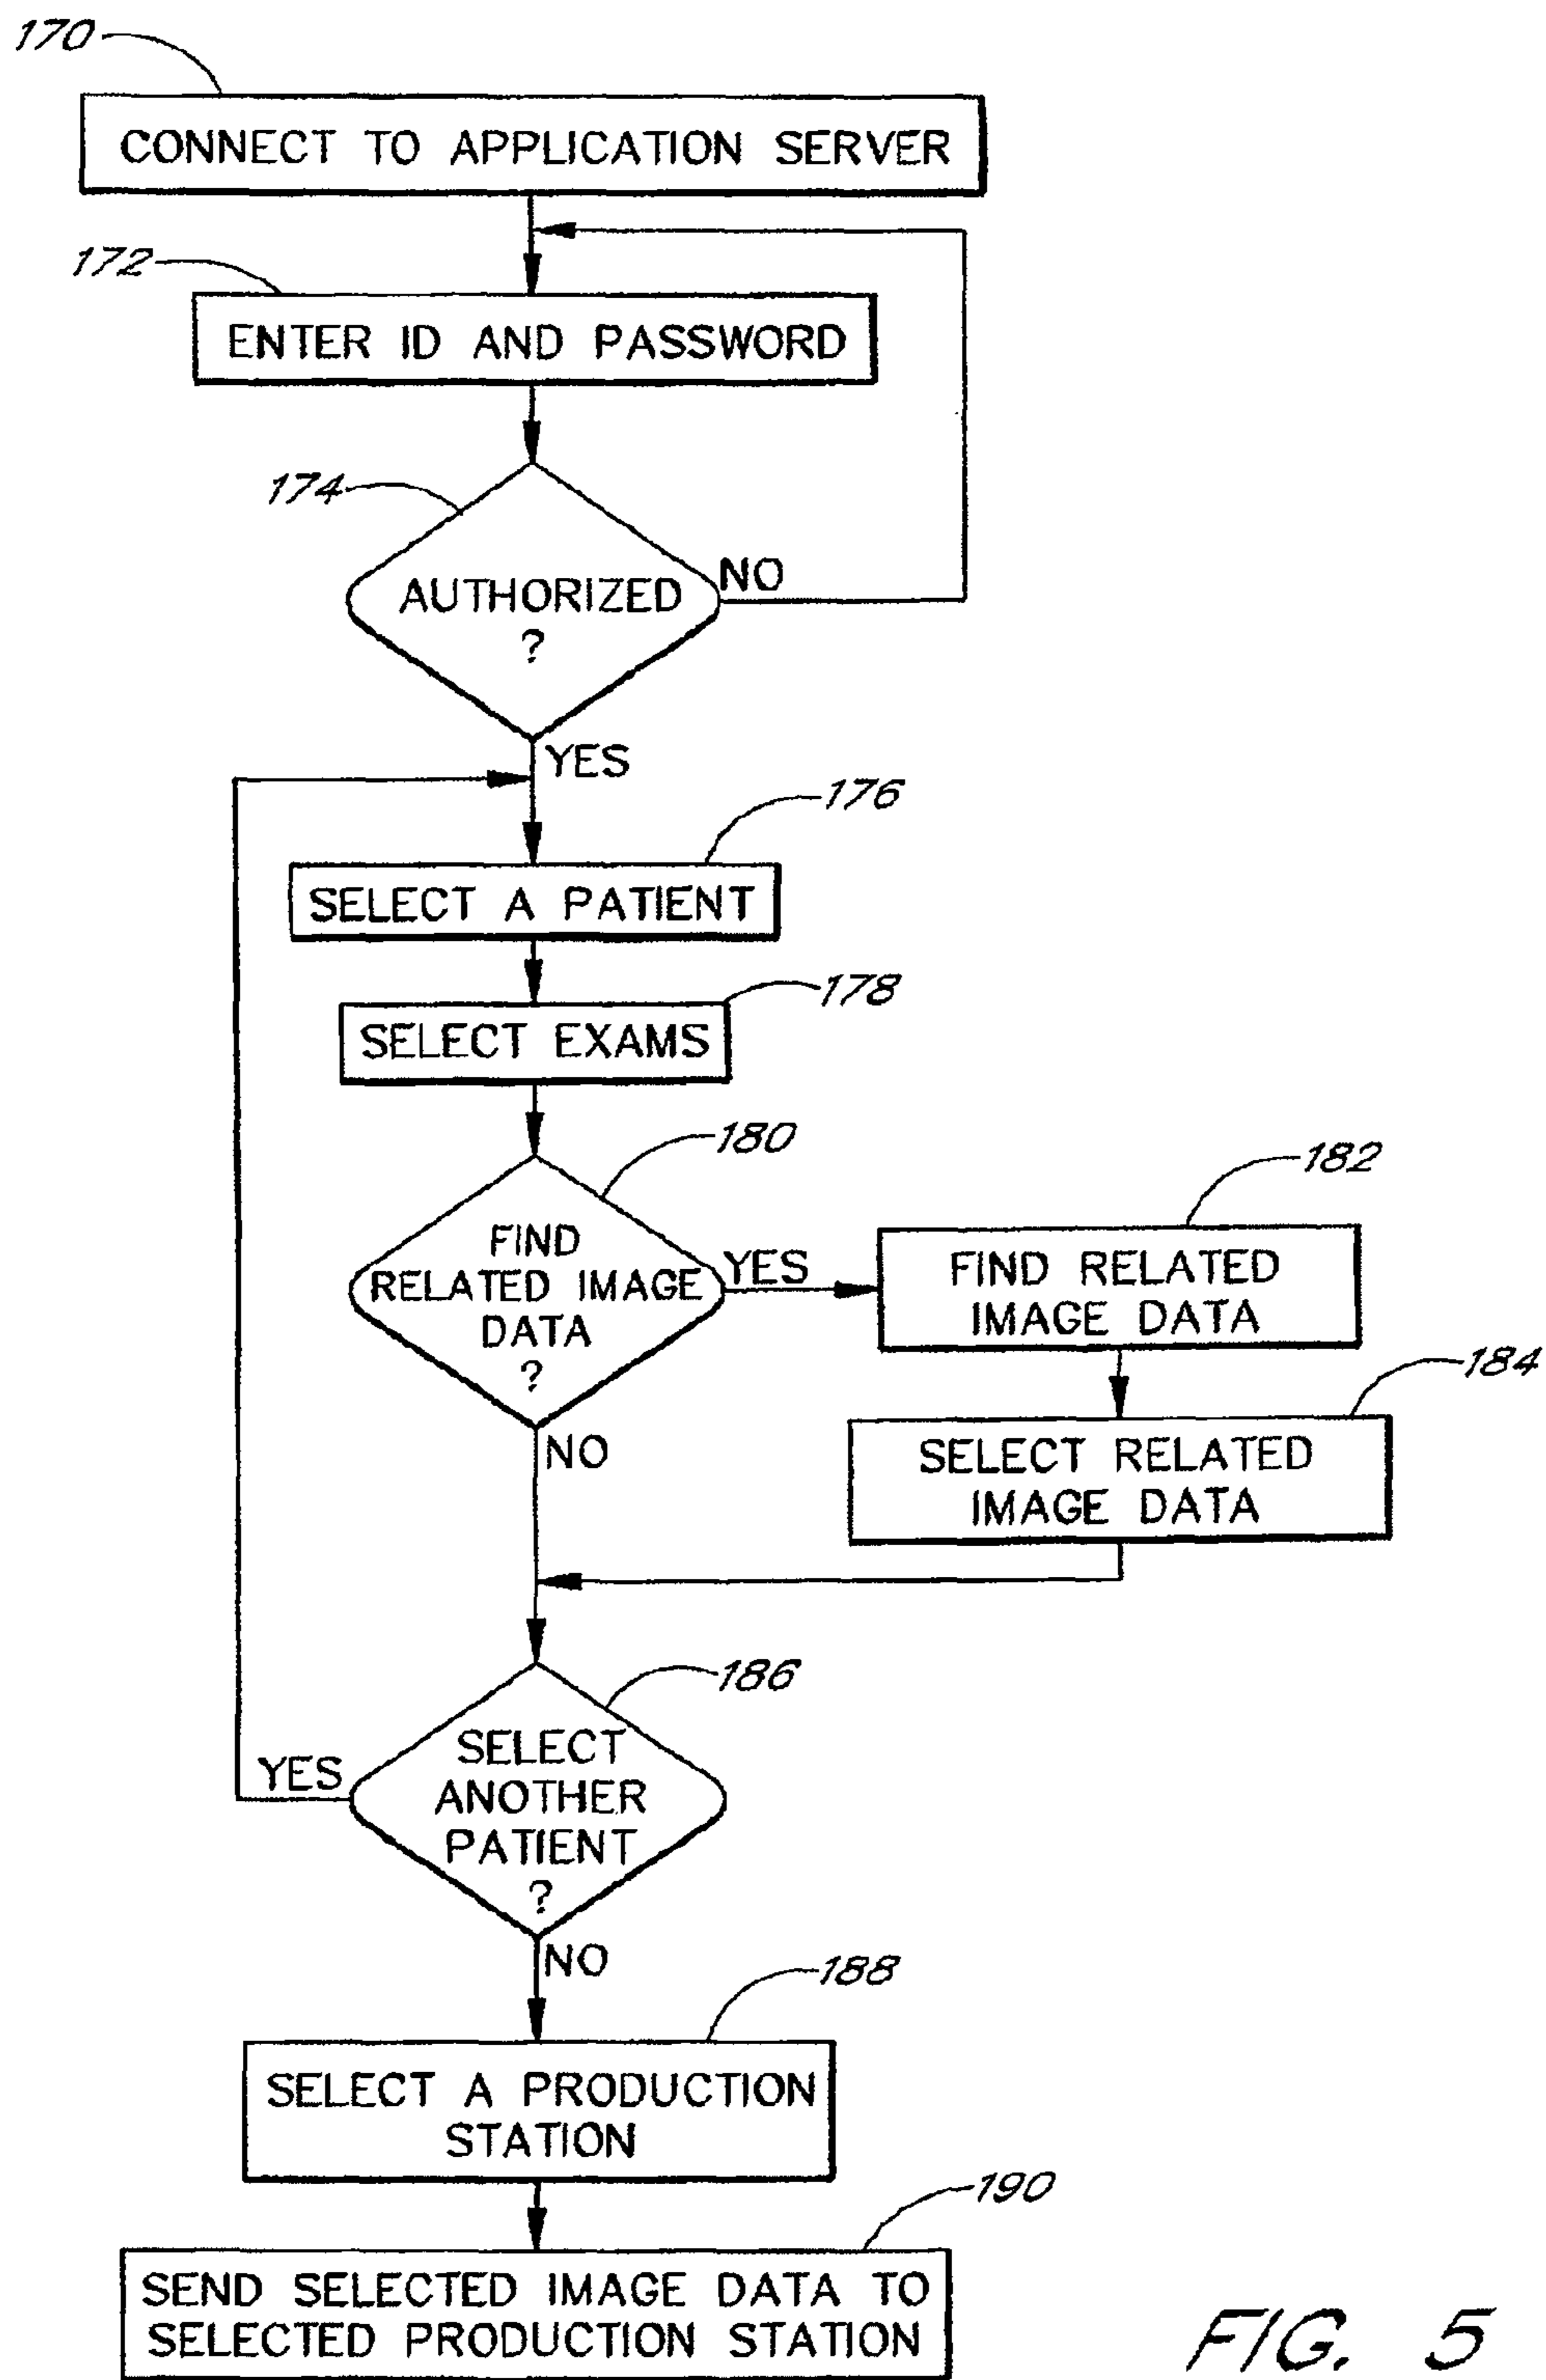 170
CONNECT TO APPLICATION SERVER
172
ENTER ID AND PASSWORD
174
AUTHORIZED
?
NO
YES
176
SELECT A PATIENT
178
SELECT EXAMS
180
FIND
RELATED IMAGE
DATA
?
YES
NO
182
FIND RELATED
IMAGE DATA
184
SELECT RELATED
IMAGE DATA
186
SELECT
ANOTHER
PATIENT
?
YES
NO
188
SELECT A PRODUCTION
STATION
190
SEND SELECTED IMAGE DATA TO
SELECTED PRODUCTION STATION
FIG. 5